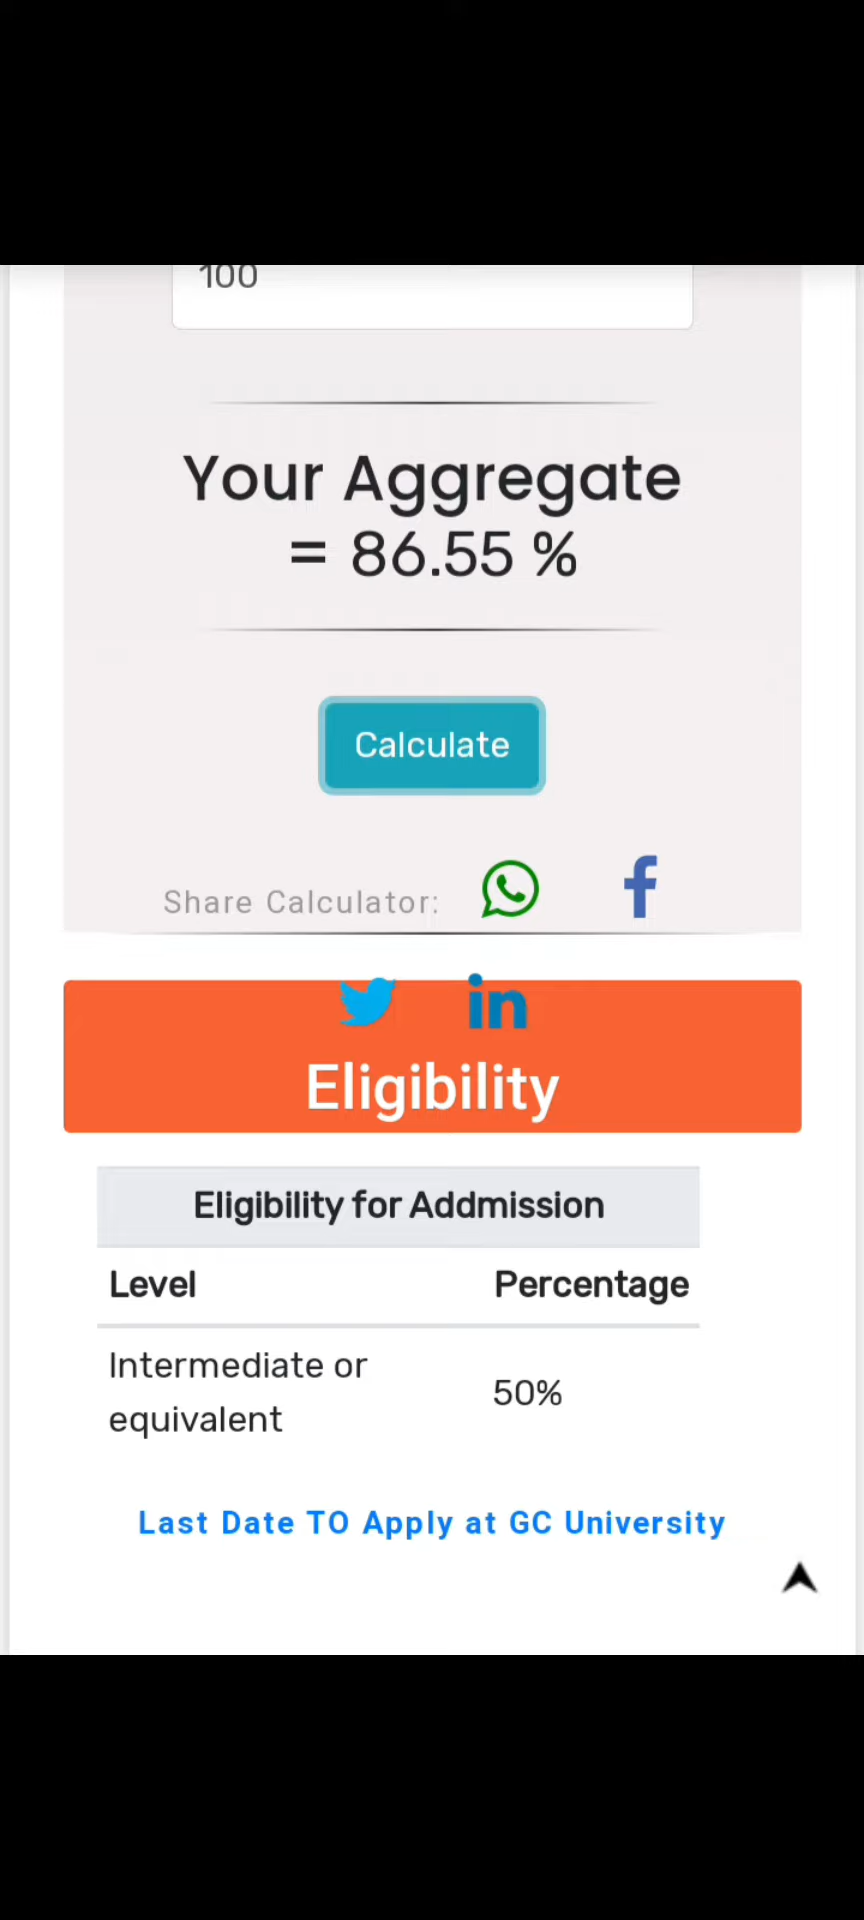 100
Your Aggregate
= 86.55 %
Calculate
Share Calculator:
Eligibility
Eligibility for Addmission
Level Percentage
Intermediate or
equivalent 50%
Last Date TO Apply at GC University